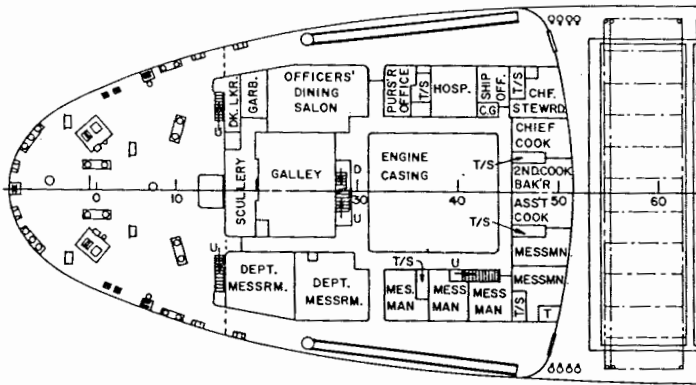 DK. LKR.
GARB.
OFFICERS'
DINING
SALON
PURS'R
OFFICE
T/S
HOSP.
SHIP
OFF.
C.G
T/S
CHF.
STEWRD.
CHIEF
COOK
T/S
2ND. COOK
BAK'R
ASS'T
COOK
T/S
MESSMN.
MESSMN.
T/S
T
SCULLERY
GALLEY
D
U
ENGINE
CASING
0
10
30
40
50
60
U
DEPT.
MESSRM.
DEPT.
MESSRM.
T/S
U
MES.
MAN
MESS
MAN
MESS
MAN